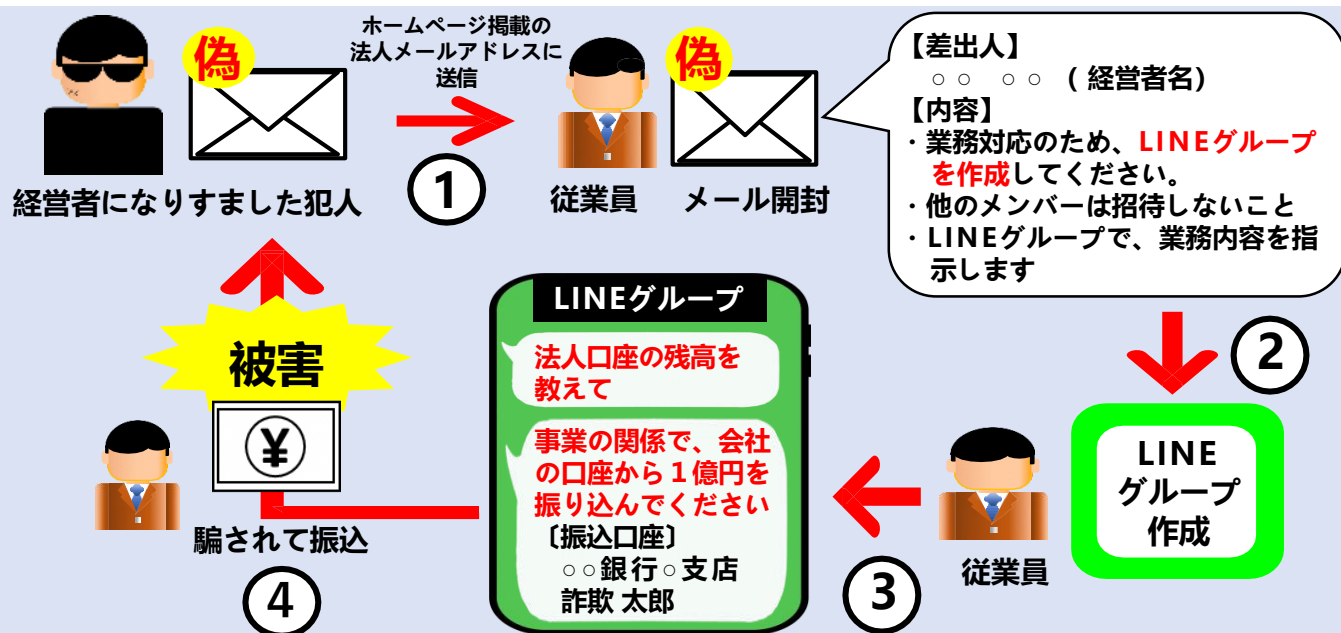 偽
ホームページ掲載の
法人メールアドレスに
送信
①
経営者になりすました犯人
偽
従業員
メール開封
【差出人】
○○ ○○ (経営者名)
【内容】
・業務対応のため、LINEグループ
を作成してください。
・他のメンバーは招待しないこと
・LINEグループで、業務内容を指
示します
②
LINE
グループ
作成
従業員
③
LINEグループ
法人口座の残高を
教えて
事業の関係で、会社
の口座から1億円を
振り込んでください
〔振込口座〕
○○銀行○支店
詐欺 太郎
被害
¥
騙されて振込
④